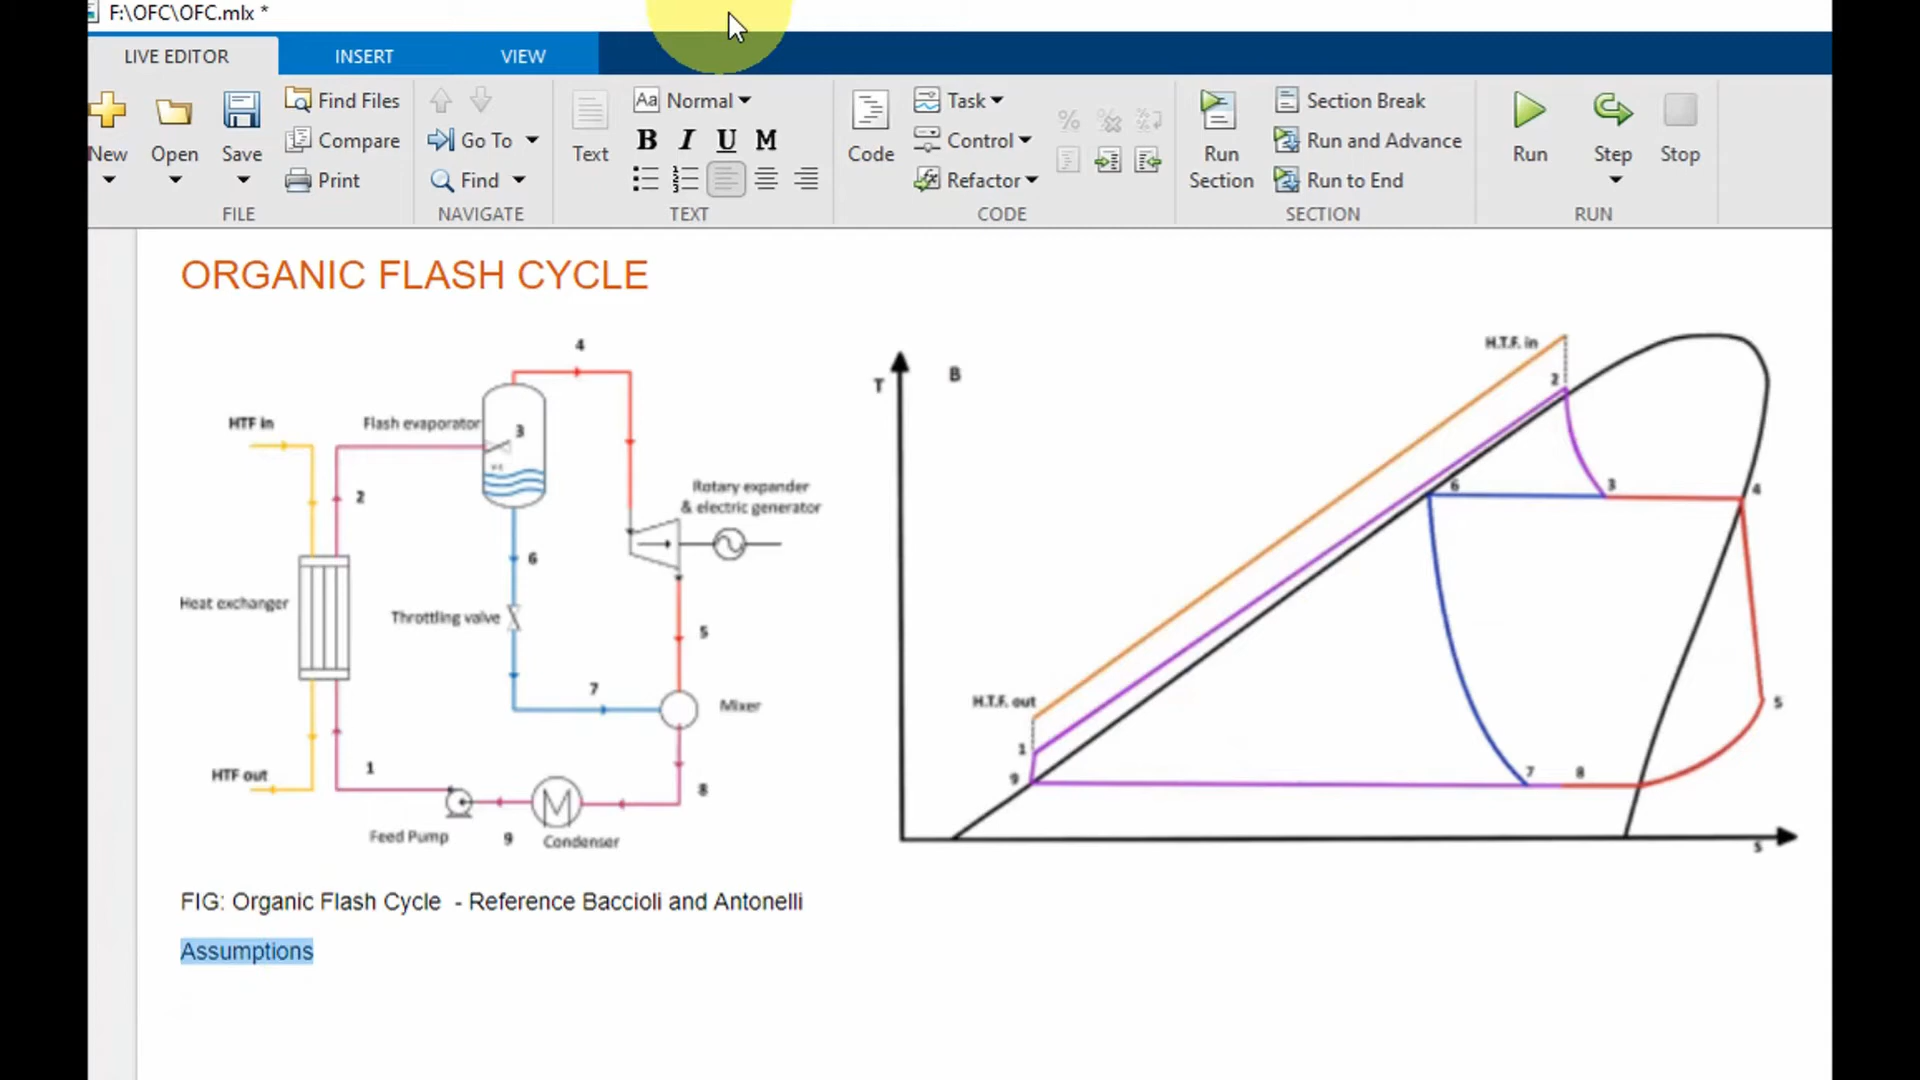 F:\OFC\OFC.mlx *
LIVE EDITOR INSERT VIEW
New Open Save Find Files Compare Print
FILE
Go To Find
NAVIGATE
Text Aa Normal B I U M
TEXT
Code Task Control Refactor
CODE
Run Section Section Break Run and Advance Run to End
SECTION
Run Step Stop
RUN
ORGANIC FLASH CYCLE
HTF in
Flash evaporator
3
4
2
6
Rotary expander
& electric generator
Heat exchanger
Throttling valve
5
7
Mixer
HTF out
1
8
Feed Pump
9
Condenser
T
B
H.T.F. in
2
6
3
4
H.T.F. out
1
9
7
8
5
S
FIG: Organic Flash Cycle - Reference Baccioli and Antonelli
Assumptions